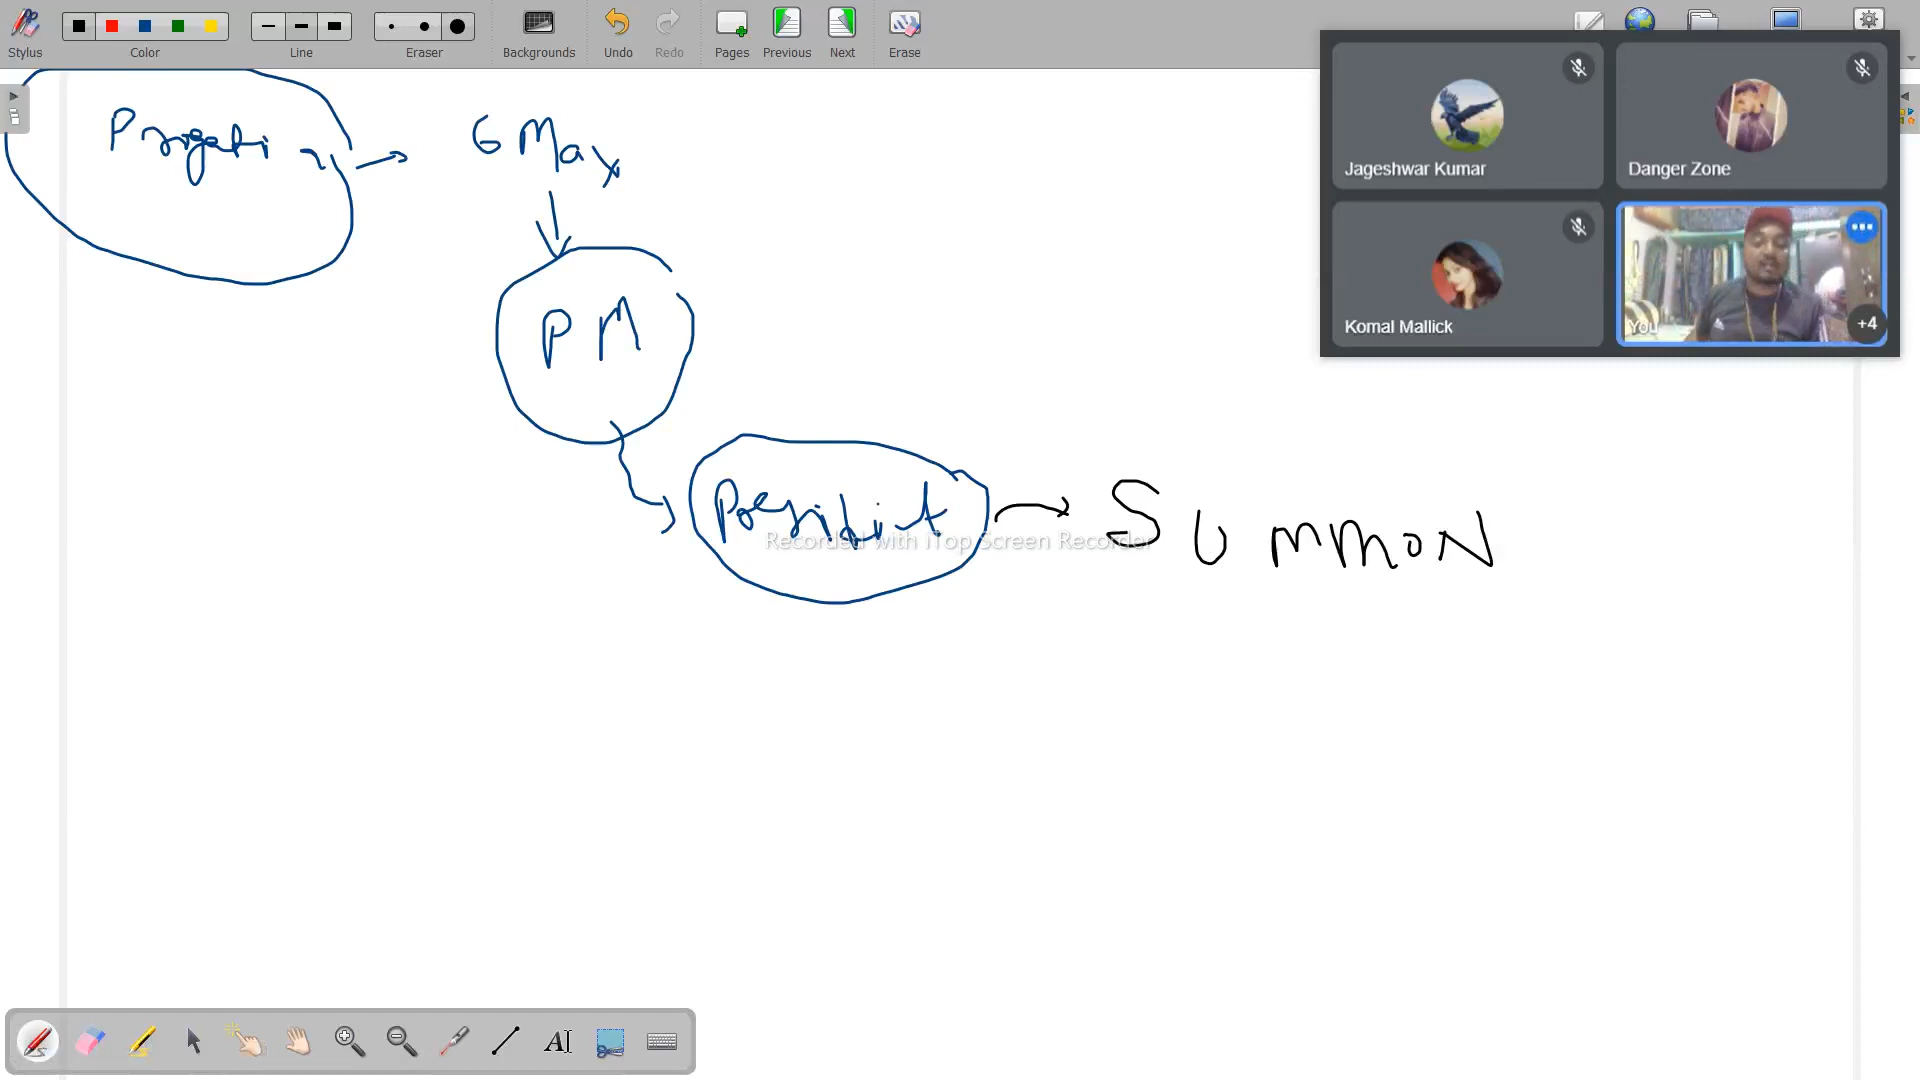 Stylus
Color
Line
Eraser
Backgrounds
Undo
Redo
Pages
Previous
Next
Erase
Jageshwar Kumar
Danger Zone
Komal Mallick
You
+4
Pragati
6 Max
PM
President
SUMMON
Recorded with iTop Screen Recorder
AI